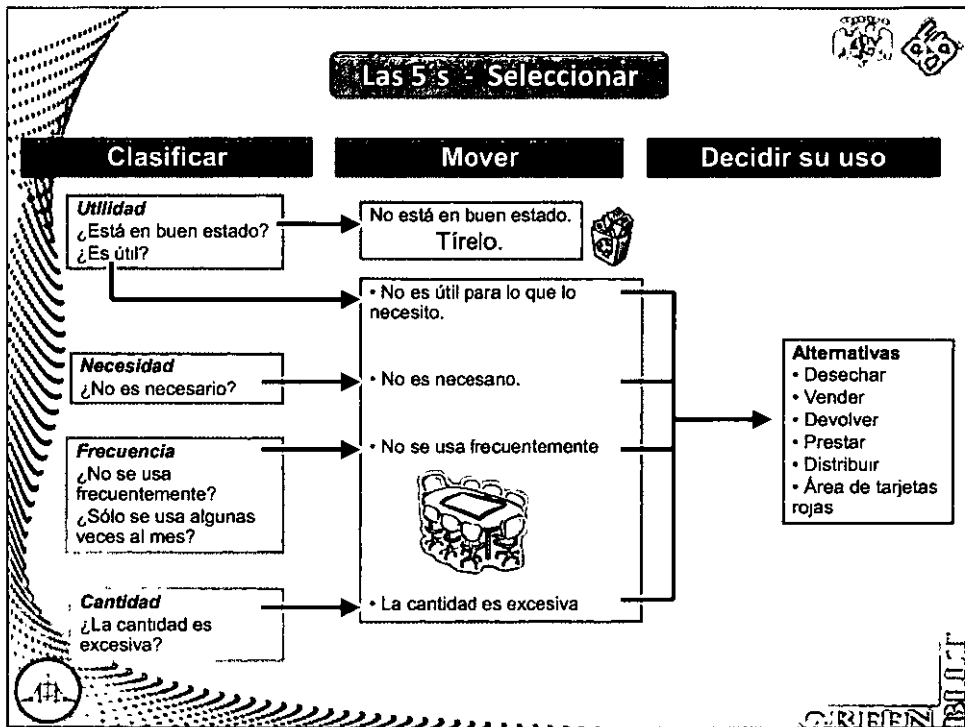 Las 5's - Seleccionar
Clasificar
Mover
Decidir su uso
Utilidad
¿Está en buen estado?
¿Es útil?
No está en buen estado.
Tírelo.
• No es útil para lo que lo
necesito.
Necesidad
¿No es necesario?
• No es necesario.
Frecuencia
¿No se usa
frecuentemente?
¿Sólo se usa algunas
veces al mes?
• No se usa frecuentemente
Cantidad
¿La cantidad es
excesiva?
• La cantidad es excesiva
Alternativas
• Desechar
• Vender
• Devolver
• Prestar
• Distribuir
• Área de tarjetas
rojas
GREEN
BELT